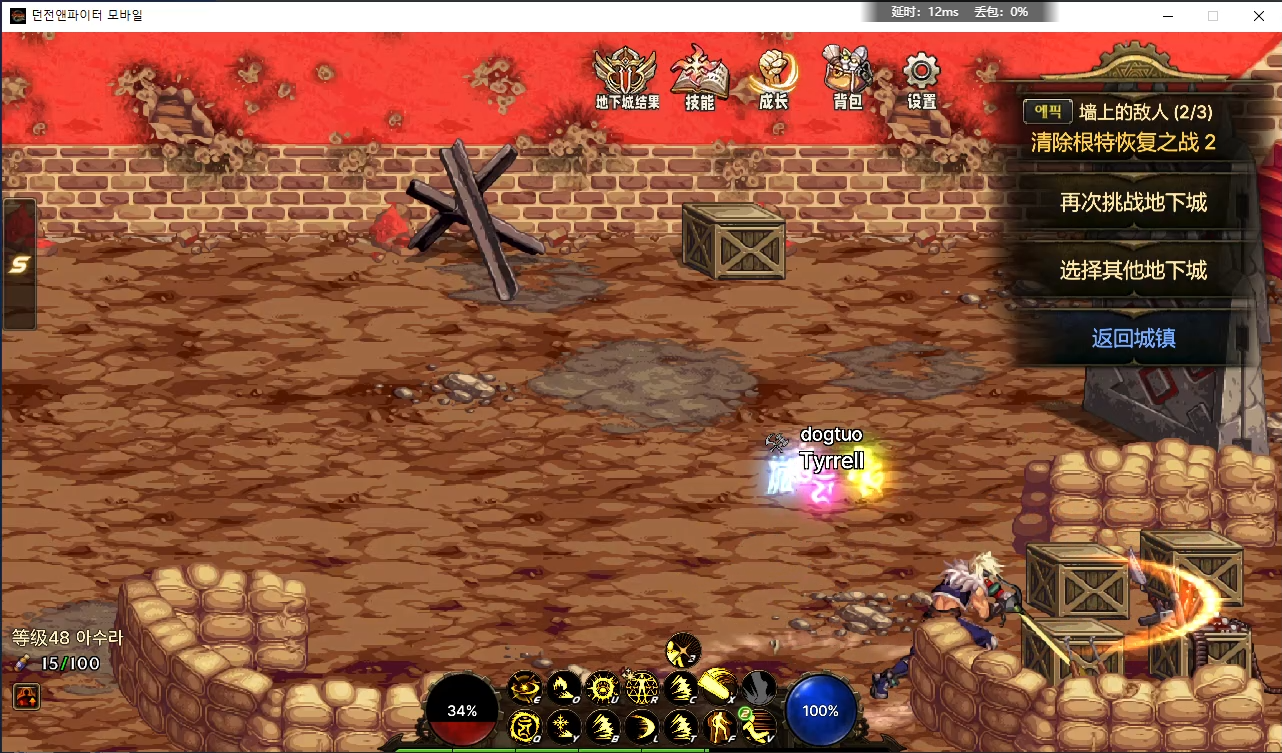 던전앤파이터 모바일
延时: 12ms 丢包: 0%
地下城结果
技能
成长
背包
设置
에픽 墙上的敌人 (2/3)
清除根特恢复之战 2
再次挑战地下城
选择其他地下城
返回城镇
S
dogtuo
Tyrrell
等级48 아수라
15/100
34%
2
E
D
U
R
C
X
Q
Y
B
L
T
F
2
V
100%